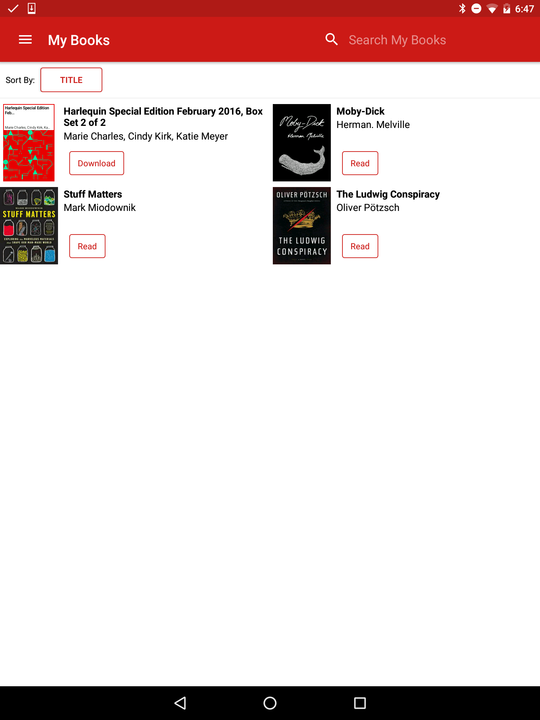 6:47
My Books
Search My Books
Sort By:
TITLE
Harlequin Special Edition
Feb...
Marie Charles, Cindy Kirk, Ka...
Harlequin Special Edition February 2016, Box
Set 2 of 2
Marie Charles, Cindy Kirk, Katie Meyer
Download
Moby-Dick
Herman Melville
Moby-Dick
Herman. Melville
Read
STUFF MATTERS
Stuff Matters
Mark Miodownik
Read
OLIVER PÖTZSCH
THE LUDWIG
CONSPIRACY
The Ludwig Conspiracy
Oliver Pötzsch
Read